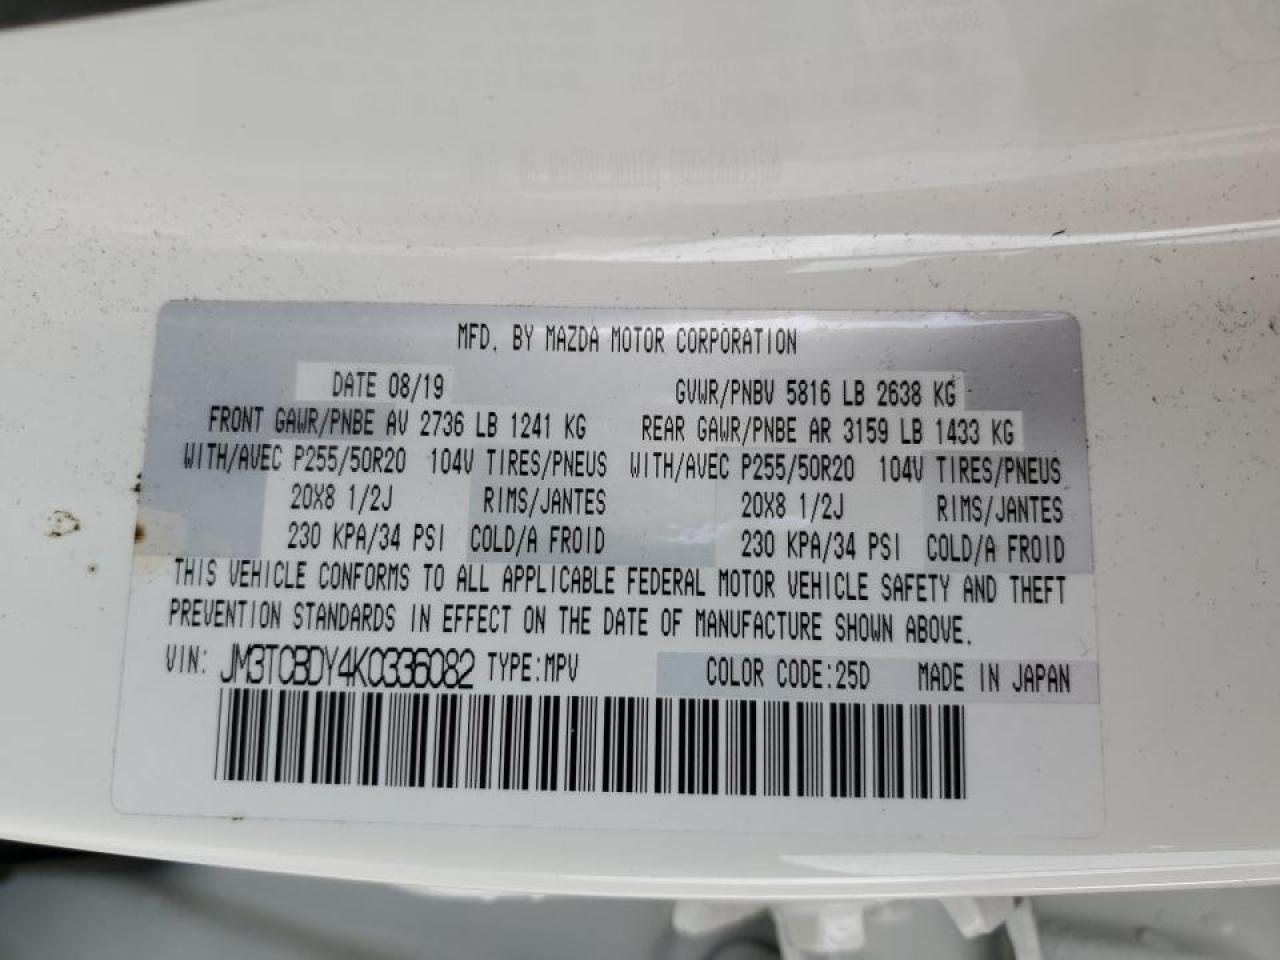 MFD. BY MAZDA MOTOR CORPORATION
DATE 08/19 GVWR/PNBV 5816 LB 2638 KG
FRONT GAWR/PNBE AV 2736 LB 1241 KG REAR GAWR/PNBE AR 3159 LB 1433 KG
WITH/AVEC P255/50R20 104V TIRES/PNEUS WITH/AVEC P255/50R20 104V TIRES/PNEUS
20X8 1/2J RIMS/JANTES 20X8 1/2J RIMS/JANTES
230 KPA/34 PSI COLD/A FROID 230 KPA/34 PSI COLD/A FROID
THIS VEHICLE CONFORMS TO ALL APPLICABLE FEDERAL MOTOR VEHICLE SAFETY AND THEFT
PREVENTION STANDARDS IN EFFECT ON THE DATE OF MANUFACTURE SHOWN ABOVE.
VIN: JM3TCBDY4K0336082 TYPE:MPV COLOR CODE:25D MADE IN JAPAN